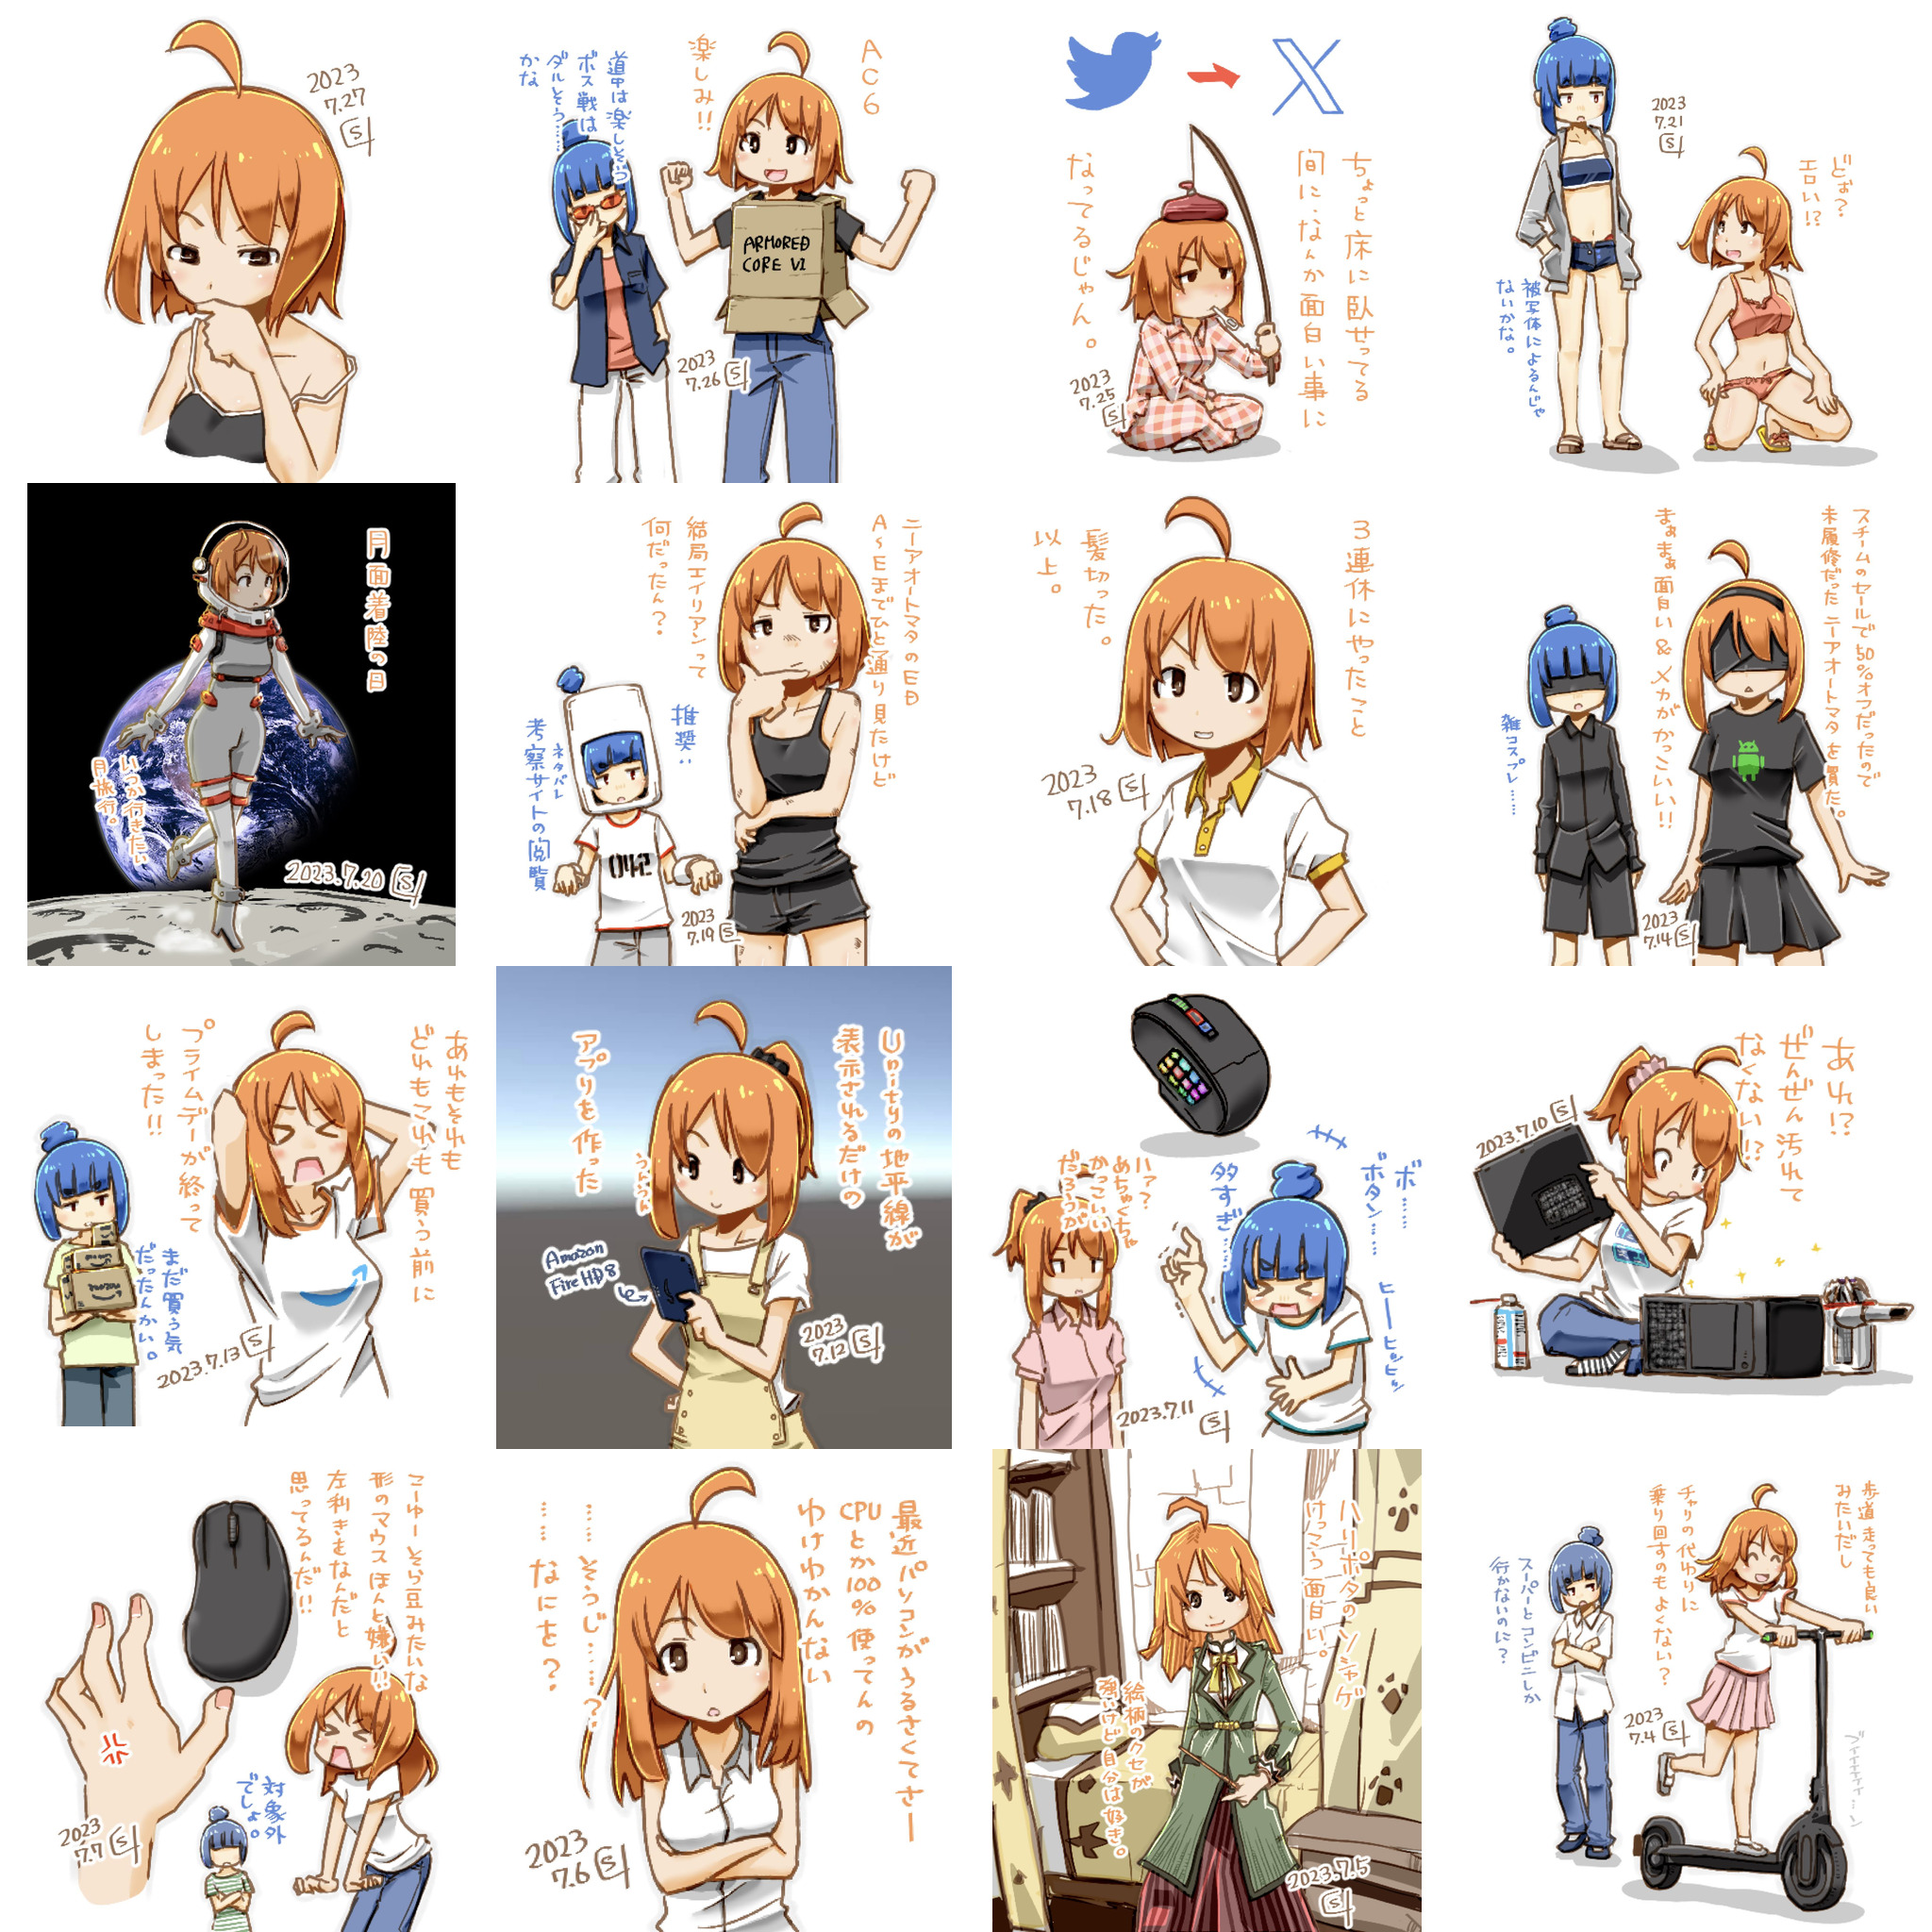 2023
7.27
AC6
楽しみ!!
道中は楽しそう
ボス戦は
ダルそう……
かな
ARMORED
CORE VI
2023
7.26
ちょっと床に臥せってる
間に、なんか面白い事に
なってるじゃん。
2023
7.25
2023
7.21
どぉ?
エロい!?
被写体によるんじゃ
ないかな。
月面着陸の日
いつか行きたい
月旅行。
2023.7.20
ニーアオートマタのED
A〜Eまでひと通り見たけど
結局エイリアンって
何だったん?
推奨:
ネタバレ
考察サイトの閲覧
2023
7.19
3連休にやったこと
髪切った。
以上。
2023
7.18
スチームのセールで50%オフだったので
未履修だったニーアオートマタを買た。
まぁまぁ面白い&メカがかっこいい!!
雑コスプレ……
2023
7.14
あれもそれも
どれもこれも買う前に
プライムデーが終って
しまった!!
まだ買う気
だったんかい。
2023.7.13
Unityの地平線が
表示されるだけの
アプリを作った
うんうん
Amazon
Fire HD 8
2023
7.12
ボ……
ボタン……
多すぎ……
ヒーーヒッヒッ
ハァ?
めちゃくちゃ
かっこいい
だろうが
2023.7.11
あれ!?
ぜんぜん汚れて
なくない!?
2023.7.10
こーゆーそら豆みたいな
形のマウスほんと嫌い!!
左利きをなんだと
思ってるんだ!!
対象外
でしょ。
2023
7.7
最近パソコンがうるさくてさー
CPUとか100%使ってんの
わけわかんない
……そうじ……?
……なにを?
2023
7.6
ハリーポタのソシャゲ
けっこう面白い。
絵柄のクセが
強いけど自分は好き。
2023.7.5
歩道走っても良い
みたいだし
チャリの代わりに
乗り回すのもよくない?
スーパーとコンビニしか
行かないのに?
2023
7.4